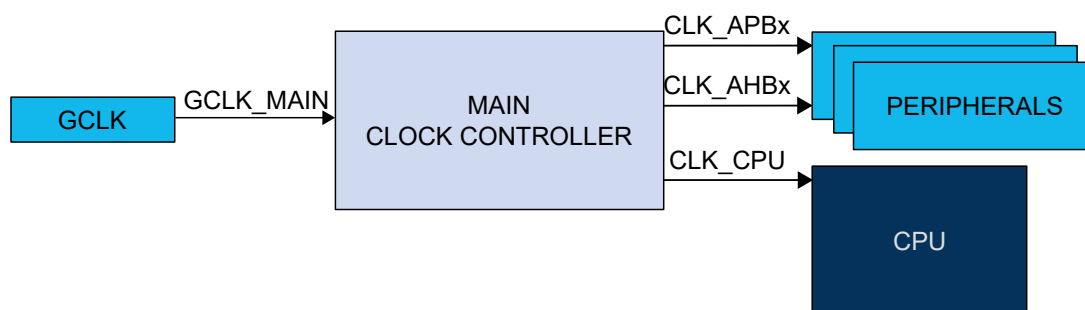 GCLK
GCLK_MAIN
MAIN
CLOCK CONTROLLER
CLK_APBx
CLK_AHBx
CLK_CPU
PERIPHERALS
CPU